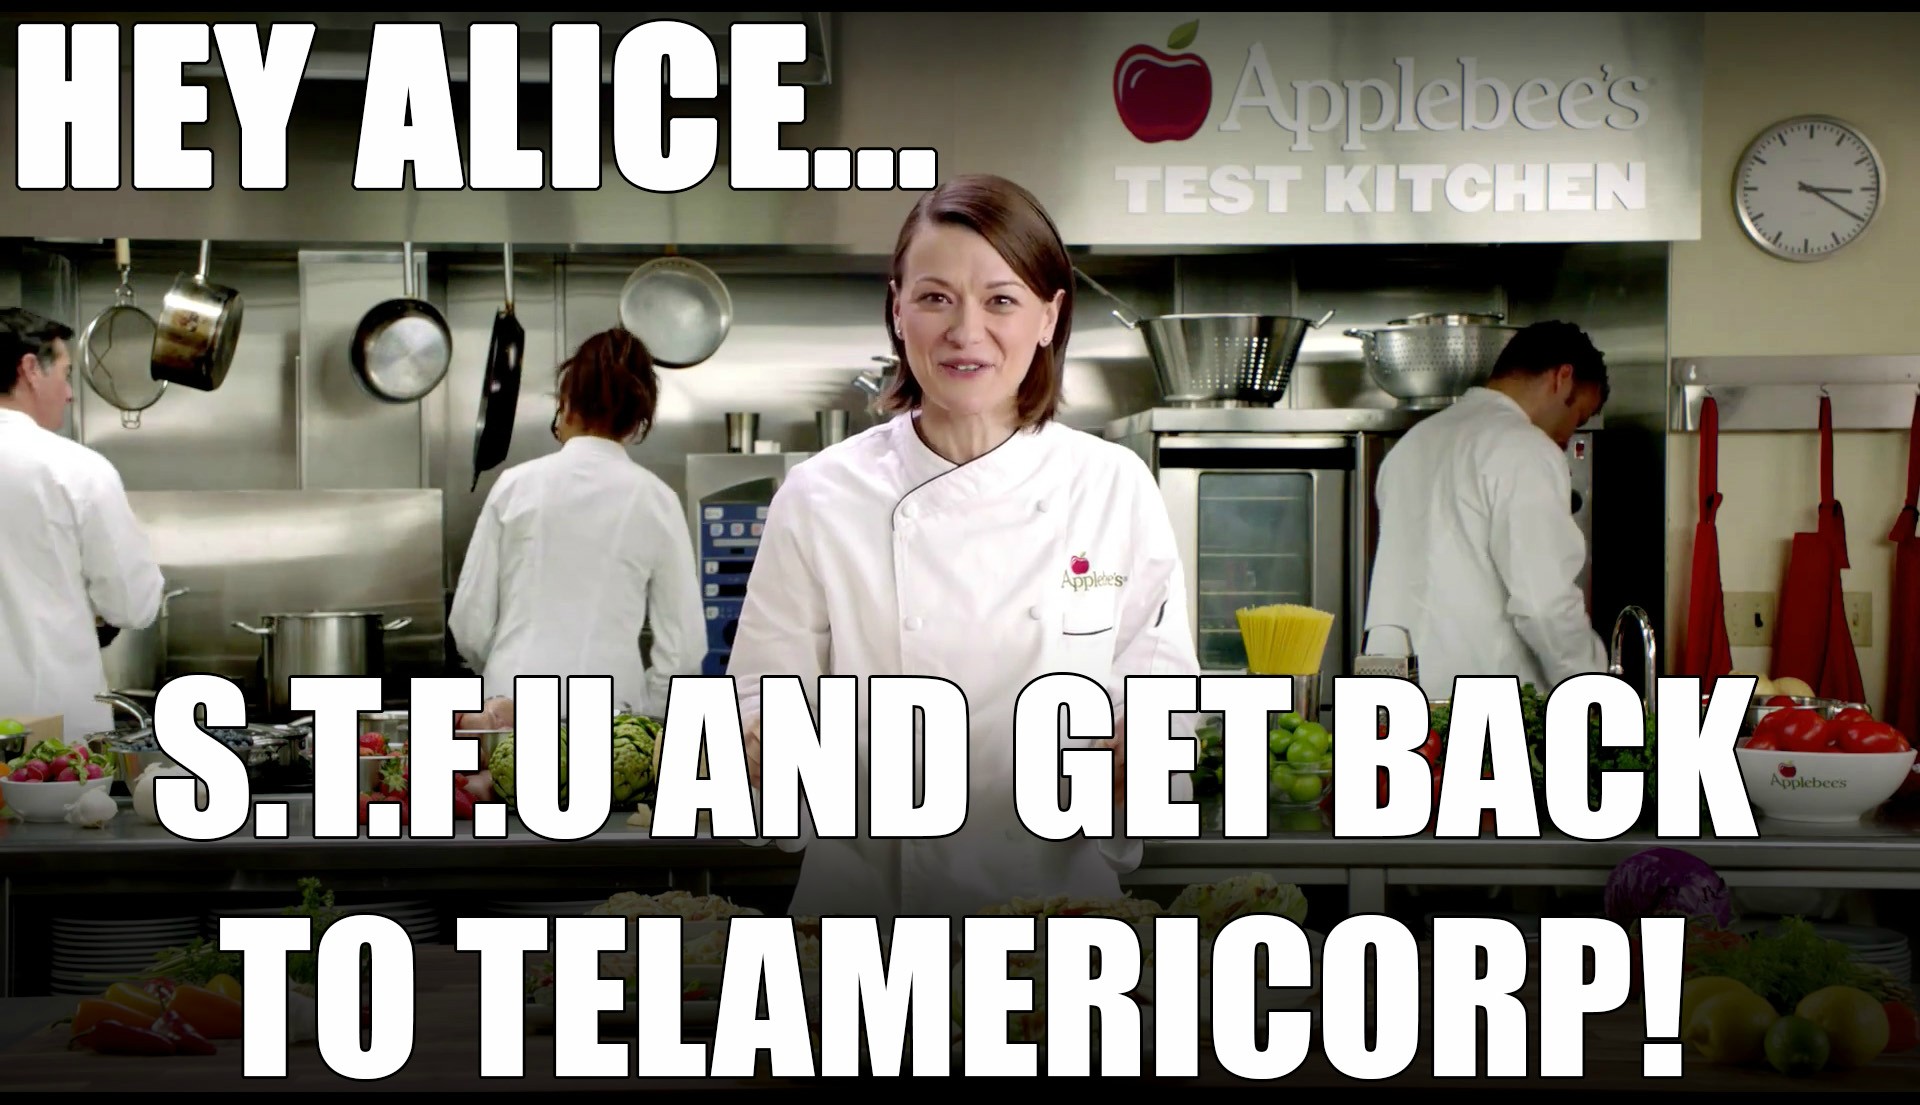 HEY ALICE...
Applebee's
TEST KITCHEN
Applebee's
S.T.F.U AND GET BACK
Applebee's
TO TELAMERICORP!